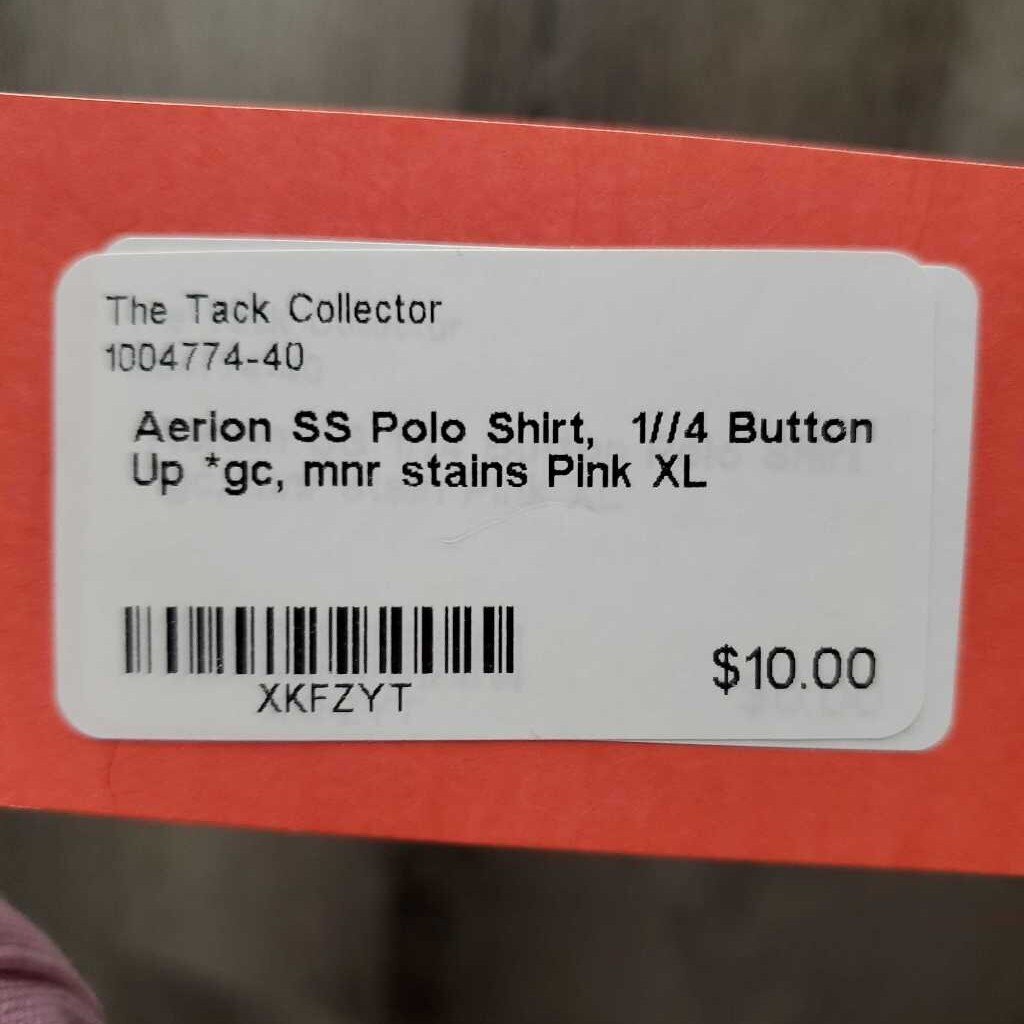 The Tack Collector
1004774-40
Aerion SS Polo Shirt, 1//4 Button
Up *gc, mnr stains Pink XL
XKFZYT
$10.00